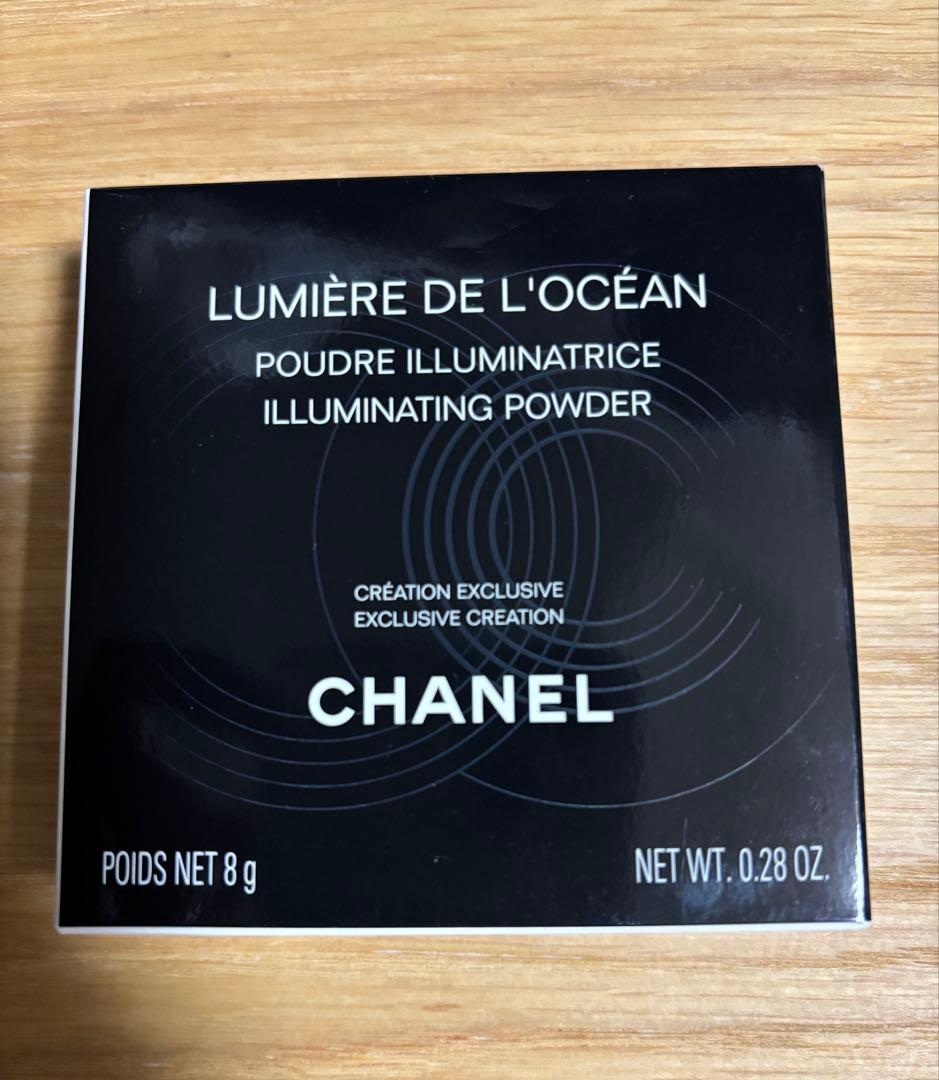 LUMIÈRE DE L'OCÉAN
POUDRE ILLUMINATRICE
ILLUMINATING POWDER
CRÉATION EXCLUSIVE
EXCLUSIVE CREATION
CHANEL
POIDS NET 8 g
NET WT. 0.28 OZ.